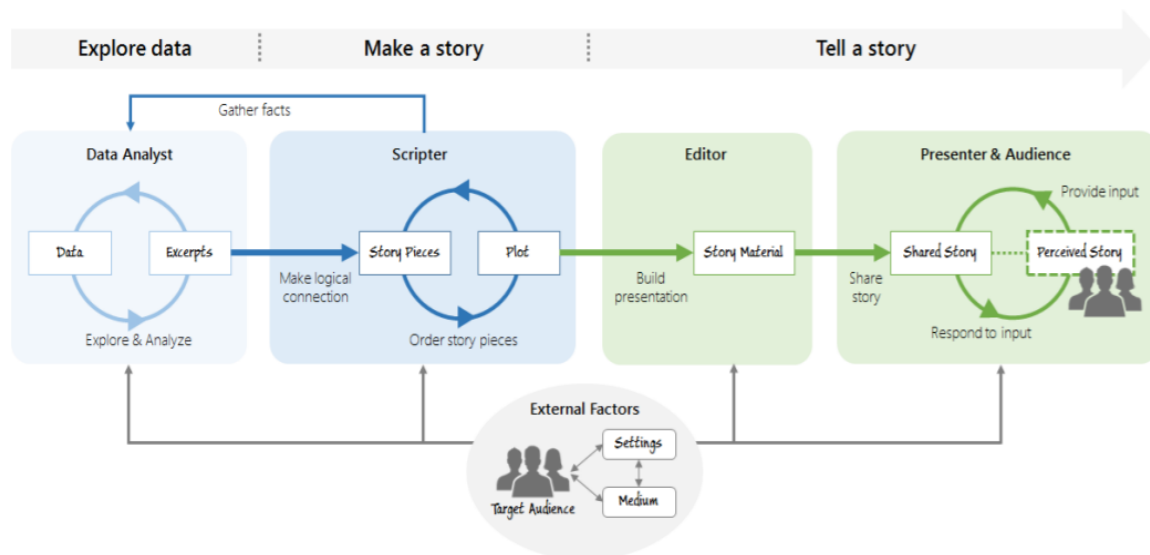 Explore data
Make a story
Tell a story
Gather facts
Data Analyst
Scripter
Editor
Presenter & Audience
Provide input
Data
Excerpts
Story Pieces
Plot
Story Material
Shared Story
Perceived Story
Make logical
connection
Build
presentation
Share
story
Explore & Analyze
Order story pieces
Respond to input
External Factors
Settings
Medium
Target Audience